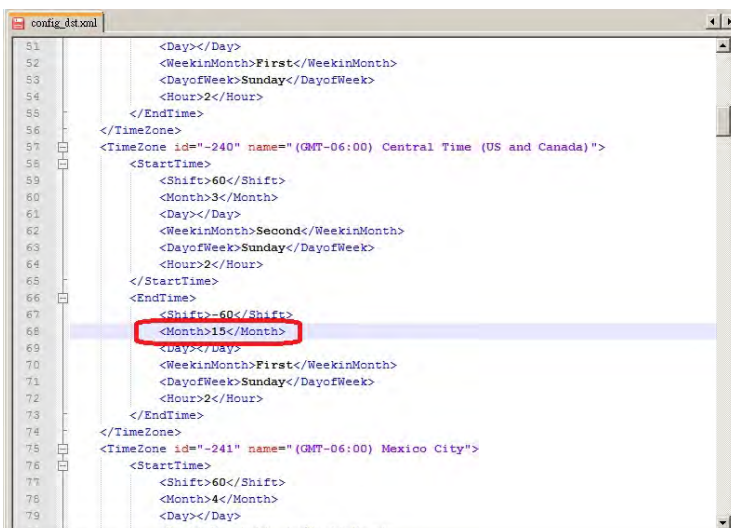 config_dst.xml
51 <Day></Day>
52 <WeekinMonth>First</WeekinMonth>
53 <DayofWeek>Sunday</DayofWeek>
54 <Hour>2</Hour>
55 </EndTime>
56 </TimeZone>
57 <TimeZone id="-240" name="(GMT-06:00) Central Time (US and Canada)">
58 <StartTime>
59 <Shift>60</Shift>
60 <Month>3</Month>
61 <Day></Day>
62 <WeekinMonth>Second</WeekinMonth>
63 <DayofWeek>Sunday</DayofWeek>
64 <Hour>2</Hour>
65 </StartTime>
66 <EndTime>
67 <Shift>-60</Shift>
68 <Month>15</Month>
69 <Day></Day>
70 <WeekinMonth>First</WeekinMonth>
71 <DayofWeek>Sunday</DayofWeek>
72 <Hour>2</Hour>
73 </EndTime>
74 </TimeZone>
75 <TimeZone id="-241" name="(GMT-06:00) Mexico City">
76 <StartTime>
77 <Shift>60</Shift>
78 <Month>4</Month>
79 <Day></Day>